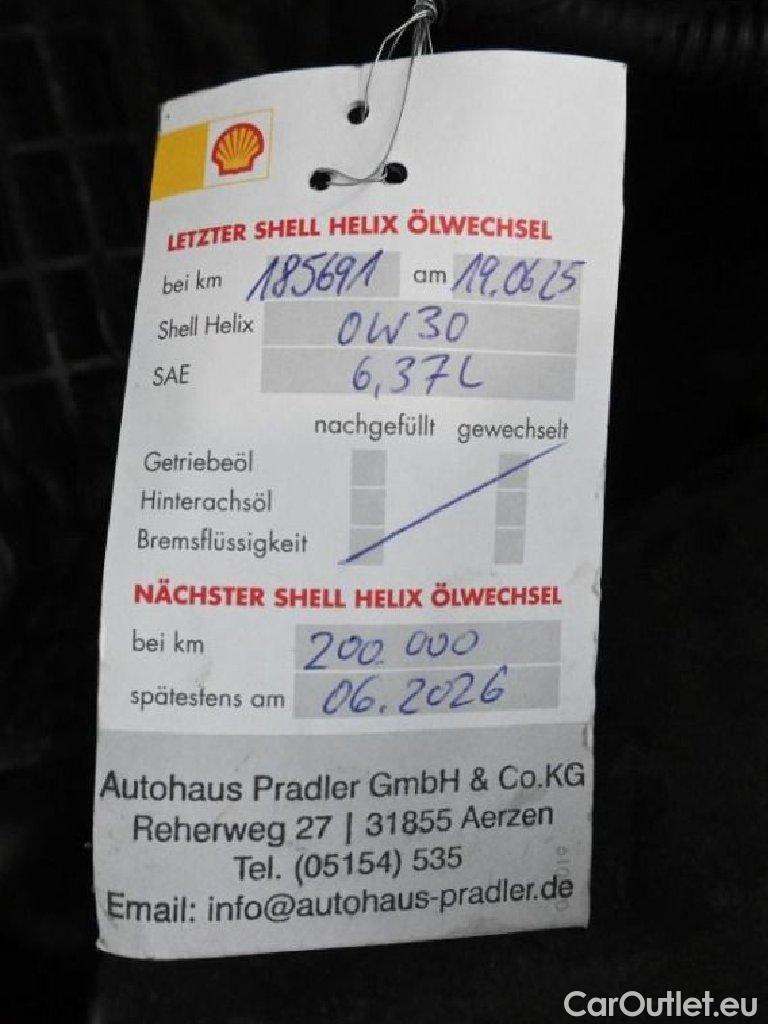 LETZTER SHELL HELIX ÖLWECHSEL
bei km 185691 am 19.06 25
Shell Helix 0W30
SAE 6,37L
nachgefüllt gewechselt
Getriebeöl
Hinterachsöl
Bremsflüssigkeit
NÄCHSTER SHELL HELIX ÖLWECHSEL
bei km 200.000
spätestens am 06.2026
Autohaus Pradler GmbH & Co.KG
Reherweg 27 | 31855 Aerzen
Tel. (05154) 535
Email: info@autohaus-pradler.de
CarOutlet.eu